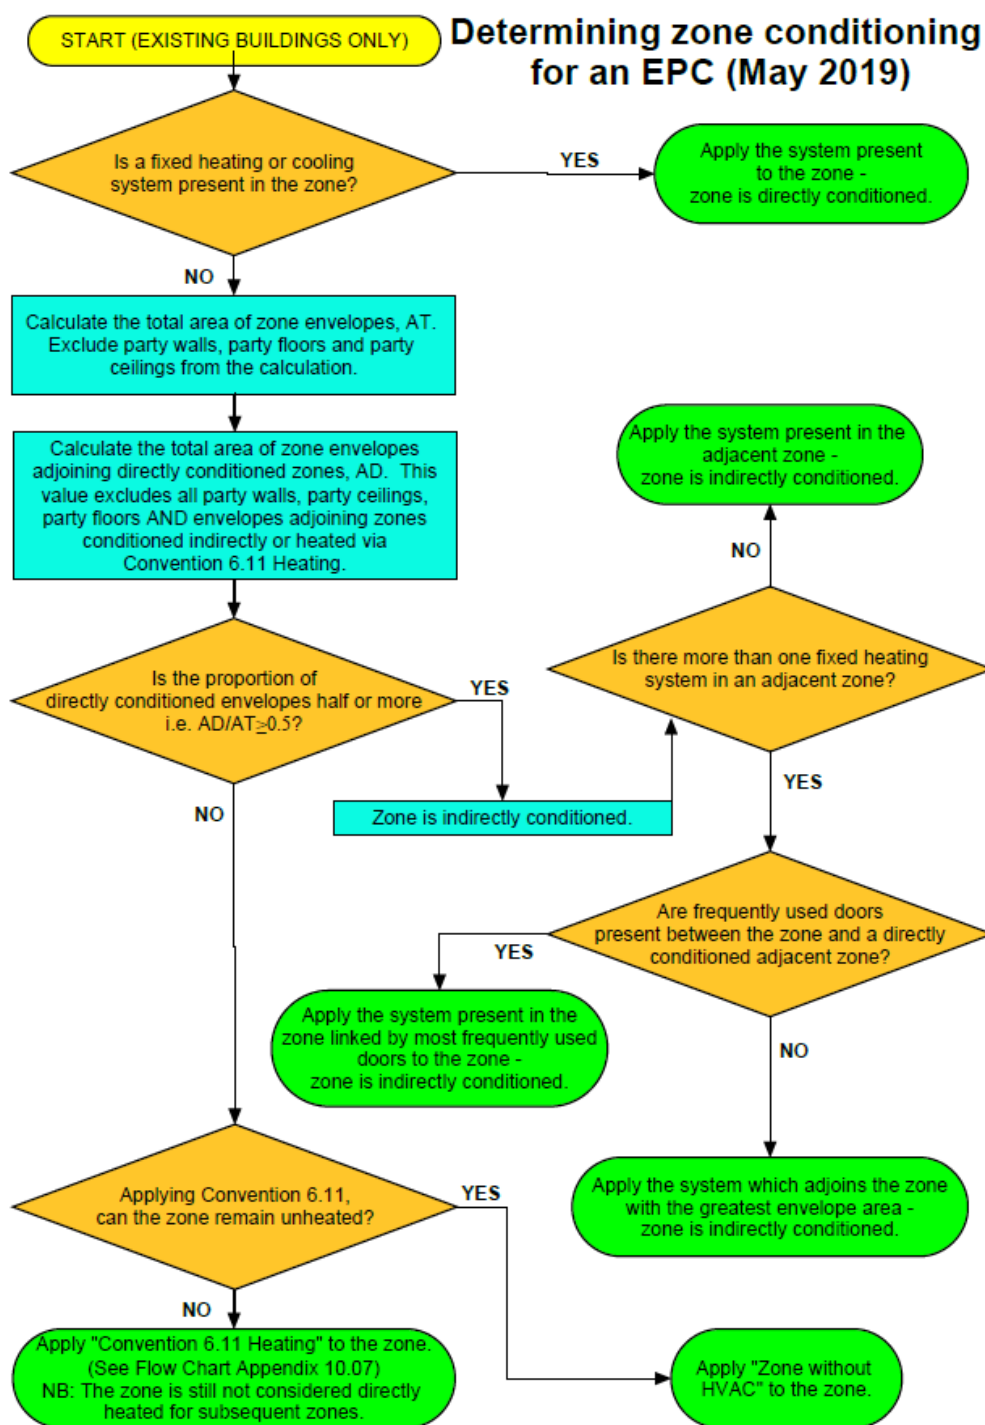 START (EXISTING BUILDINGS ONLY)
Determining zone conditioning
for an EPC (May 2019)
Is a fixed heating or cooling
system present in the zone?
YES
Apply the system present
to the zone -
zone is directly conditioned.
NO
Calculate the total area of zone envelopes, AT.
Exclude party walls, party floors and party
ceilings from the calculation.
Calculate the total area of zone envelopes
adjoining directly conditioned zones, AD.  This
value excludes all party walls, party ceilings,
party floors AND envelopes adjoining zones
conditioned indirectly or heated via
Convention 6.11 Heating.
Apply the system present in the
adjacent zone -
zone is indirectly conditioned.
NO
Is the proportion of
directly conditioned envelopes half or more
i.e. AD/AT≥0.5?
YES
Is there more than one fixed heating
system in an adjacent zone?
YES
NO
Zone is indirectly conditioned.
Are frequently used doors
present between the zone and a directly
conditioned adjacent zone?
YES
Apply the system present in the
zone linked by most frequently used
doors to the zone -
zone is indirectly conditioned.
NO
Apply the system which adjoins the zone
with the greatest envelope area -
zone is indirectly conditioned.
Applying Convention 6.11,
can the zone remain unheated?
YES
NO
Apply "Convention 6.11 Heating" to the zone.
(See Flow Chart Appendix 10.07)
NB: The zone is still not considered directly
heated for subsequent zones.
Apply "Zone without
HVAC" to the zone.